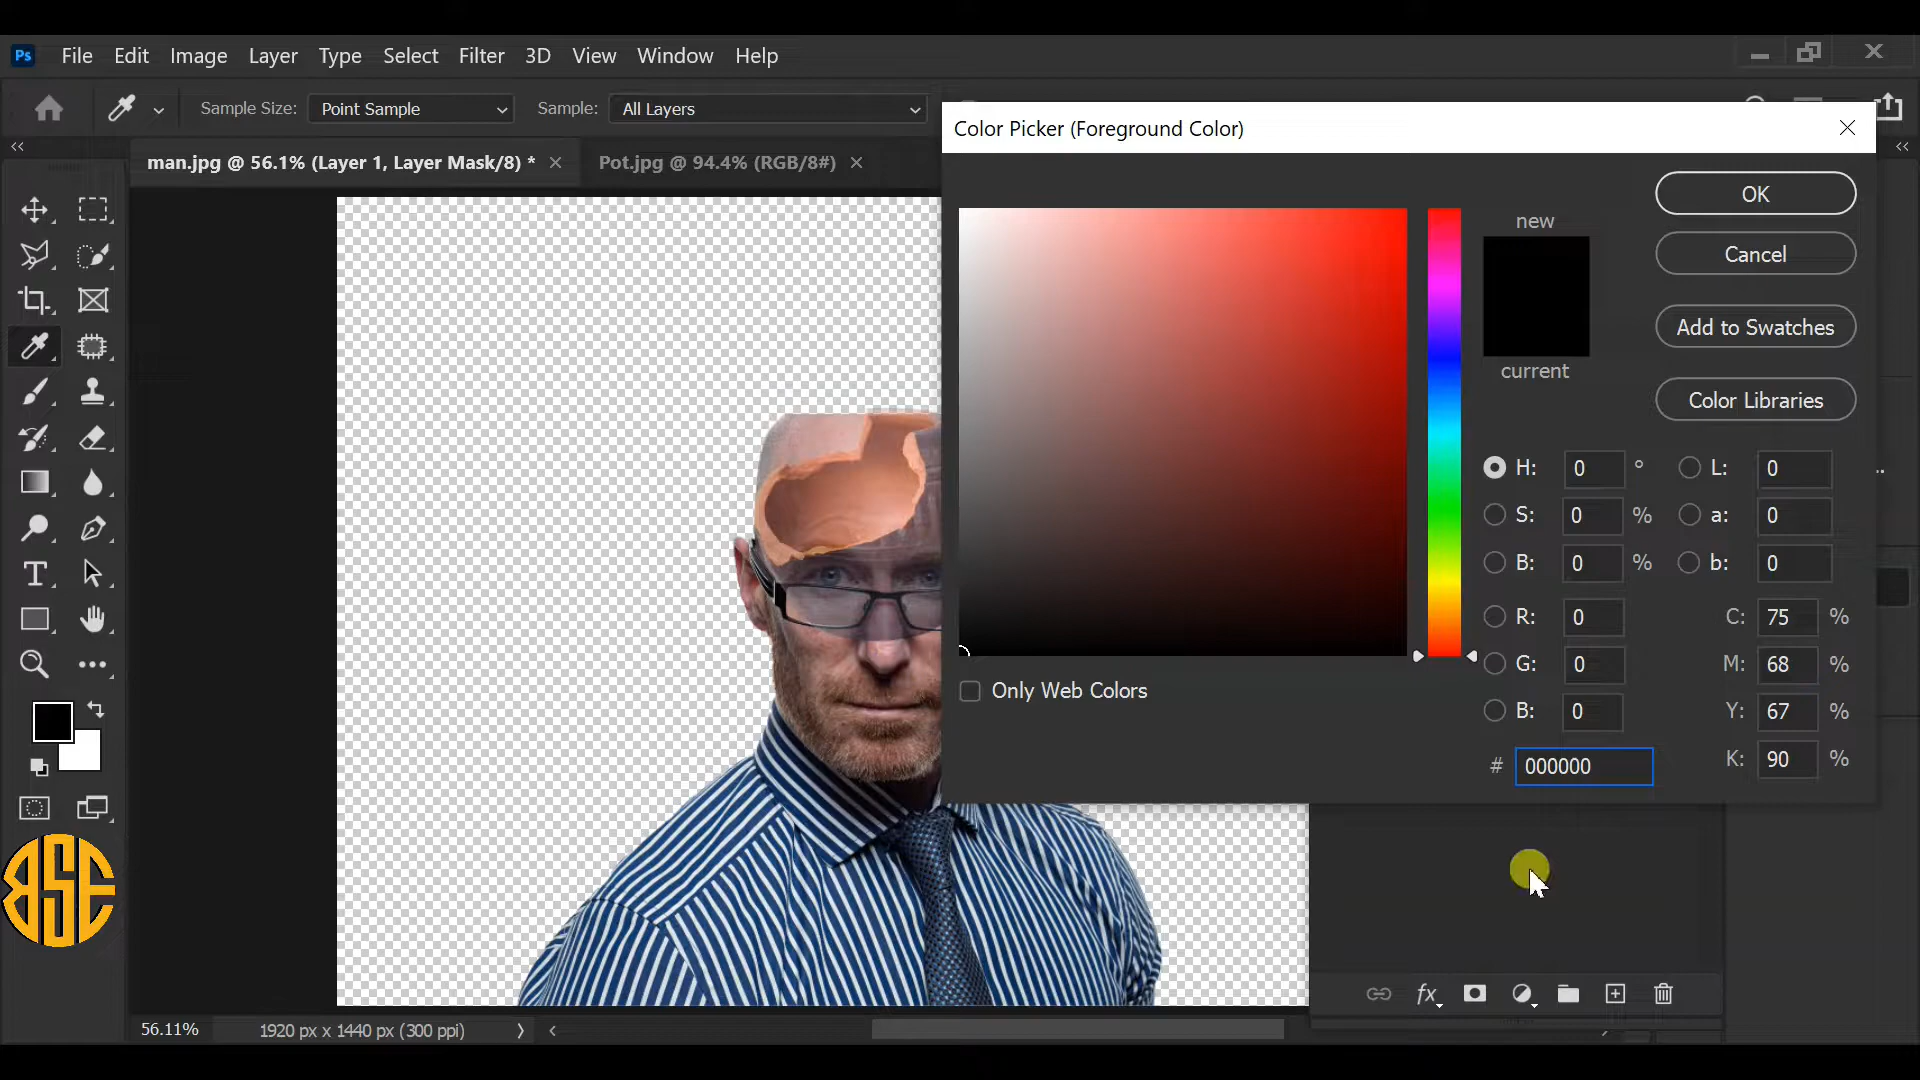 Ps File Edit Image Layer Type Select Filter 3D View Window Help
Sample Size: Point Sample Sample: All Layers
Color Picker (Foreground Color)
man.jpg @ 56.1% (Layer 1, Layer Mask/8) * Pot.jpg @ 94.4% (RGB/8#)
OK
new
Cancel
Add to Swatches
current
Color Libraries
H: 0 ° L: 0
S: 0 % a: 0
B: 0 % b: 0
R: 0 C: 75 %
G: 0 M: 68 %
Only Web Colors
B: 0 Y: 67 %
# 000000 K: 90 %
BSE
56.11% 1920 px x 1440 px (300 ppi)
fx